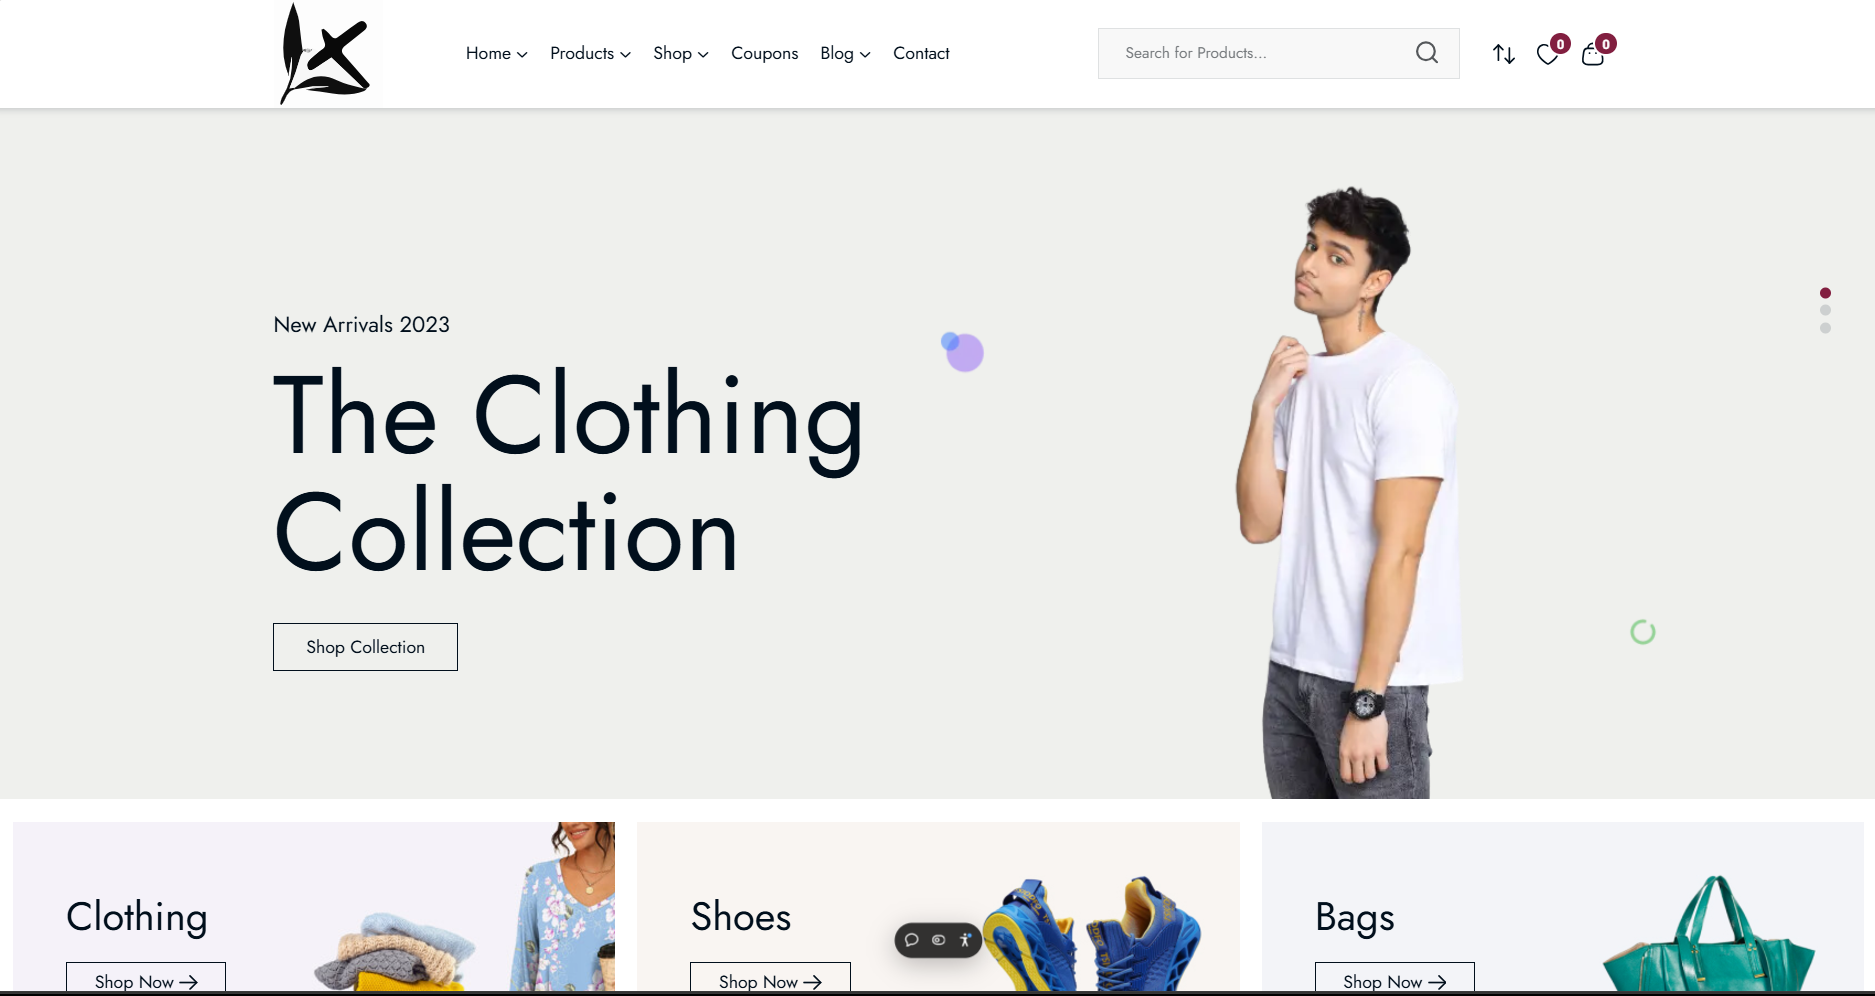 Home
Products
Shop
Coupons
Blog
Contact
Search for Products...
0
0
New Arrivals 2023
The Clothing
Collection
Shop Collection
Clothing
Shop Now
Shoes
Shop Now
Bags
Shop Now